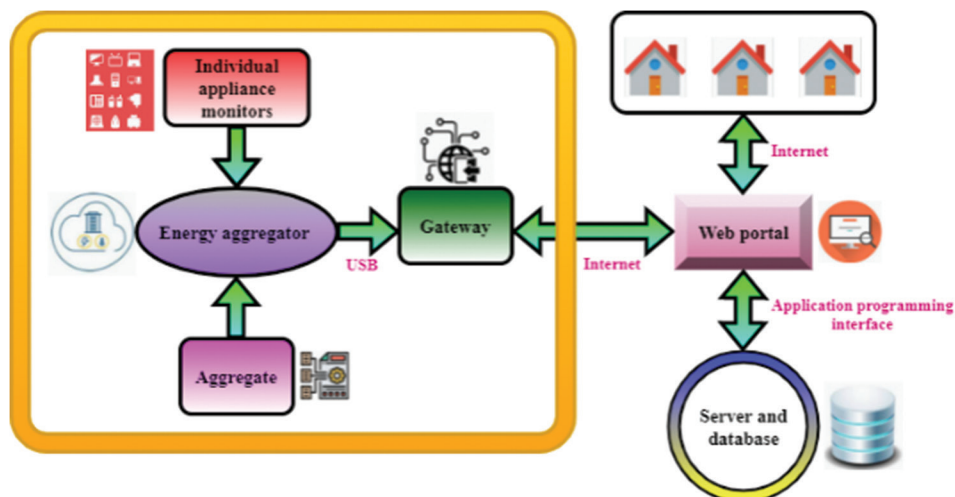 Individual
appliance
monitors
Internet
Energy aggregator
Gateway
Web portal
USB
Internet
Application programming
interface
Aggregate
Server and
database